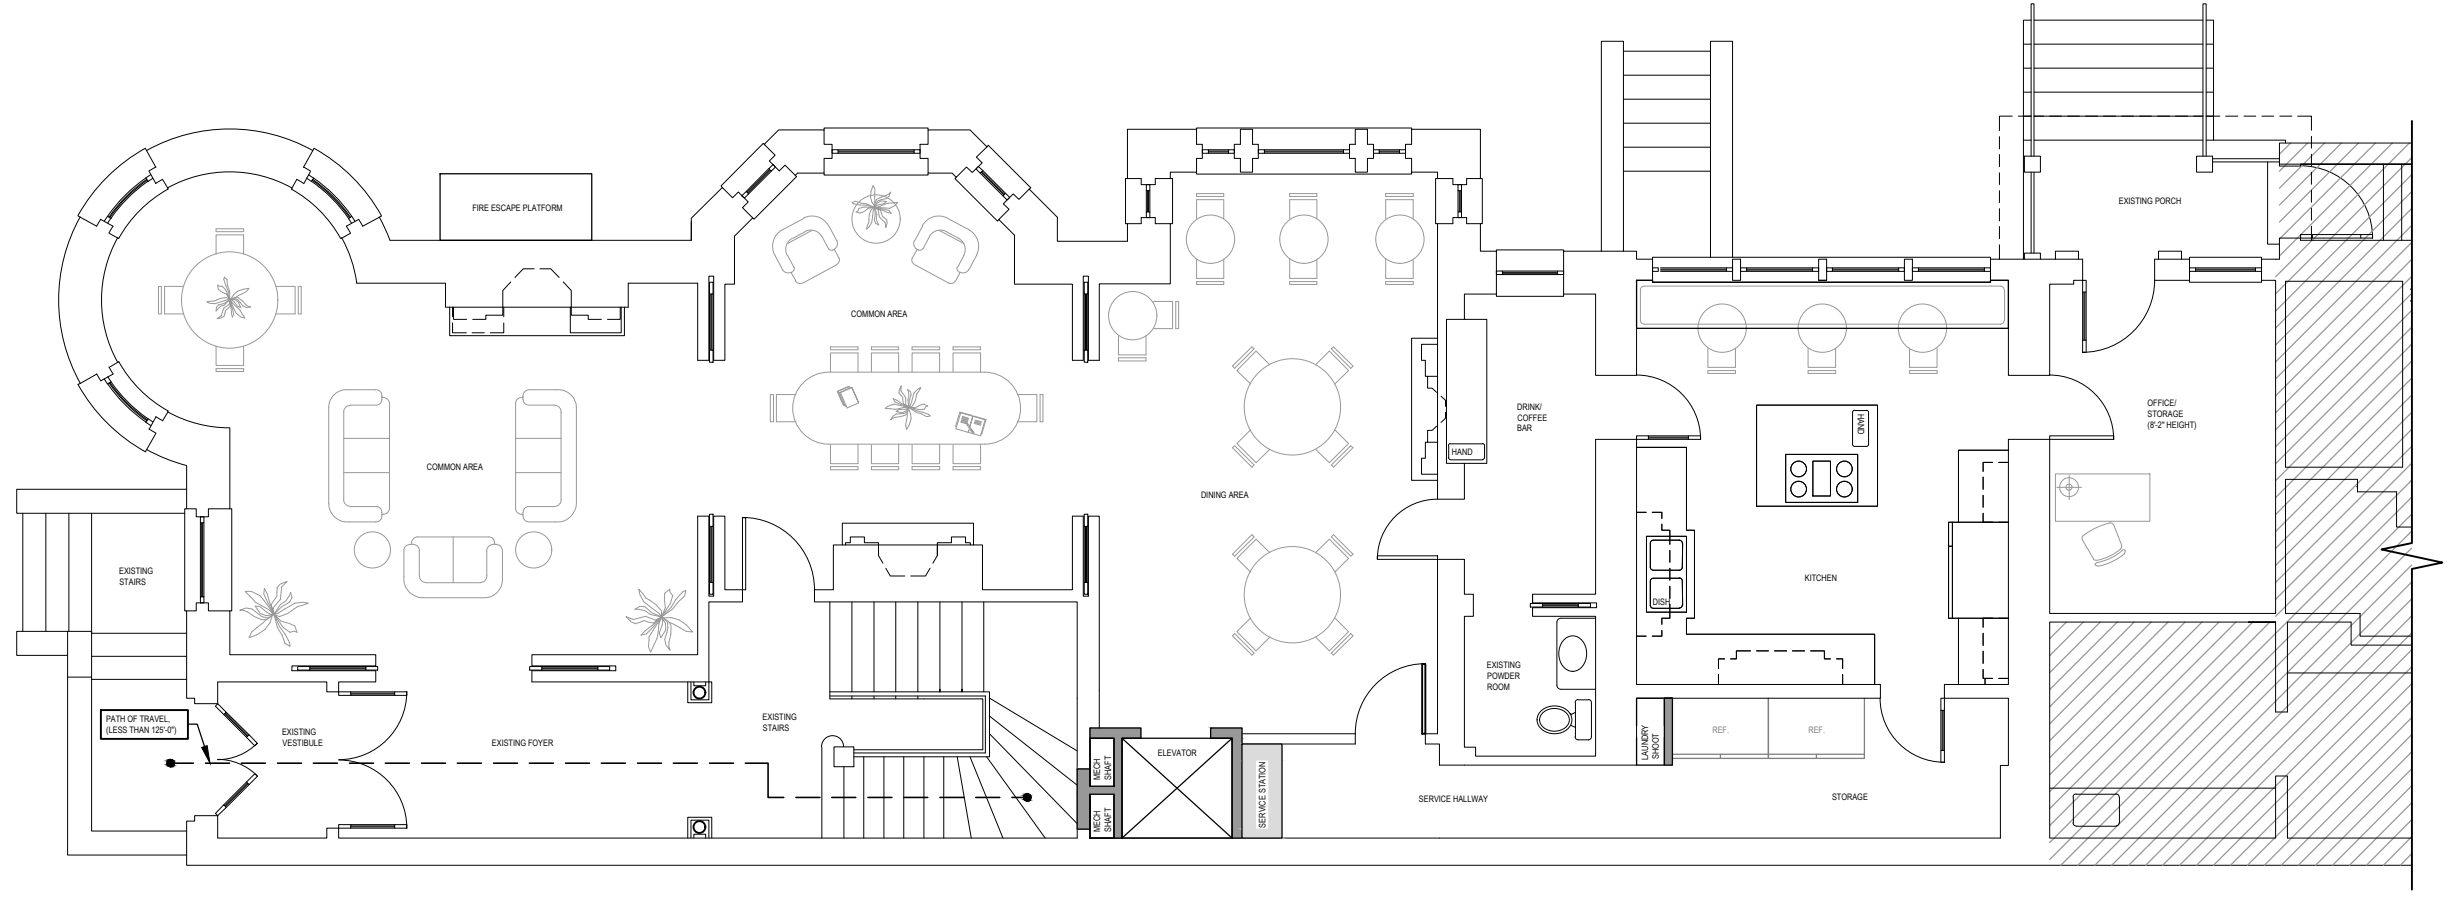 FIRE ESCAPE PLATFORM
EXISTING PORCH
COMMON AREA
DRINK/
COFFEE
BAR
HAND
HAND
OFFICE/
STORAGE
(8'-2" HEIGHT)
COMMON AREA
DINING AREA
EXISTING
STAIRS
KITCHEN
DISH
EXISTING
POWDER
ROOM
PATH OF TRAVEL,
(LESS THAN 125'-0")
EXISTING
VESTIBULE
EXISTING FOYER
EXISTING
STAIRS
MECH
SHAFT
MECH
SHAFT
ELEVATOR
SERVICE STATION
SERVICE HALLWAY
LAUNDRY
SHOOT
REF.
REF.
STORAGE